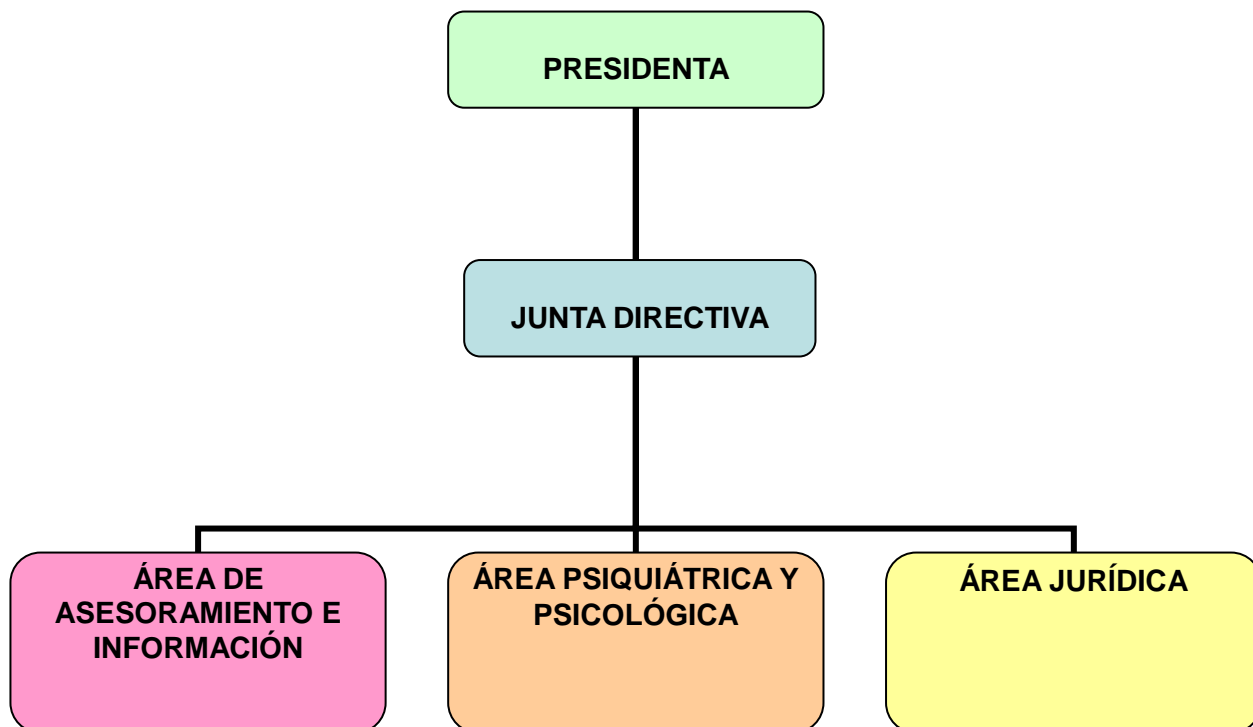 PRESIDENTA
JUNTA DIRECTIVA
ÁREA DE
ASESORAMIENTO E
INFORMACIÓN
ÁREA PSIQUIÁTRICA Y
PSICOLÓGICA
ÁREA JURÍDICA